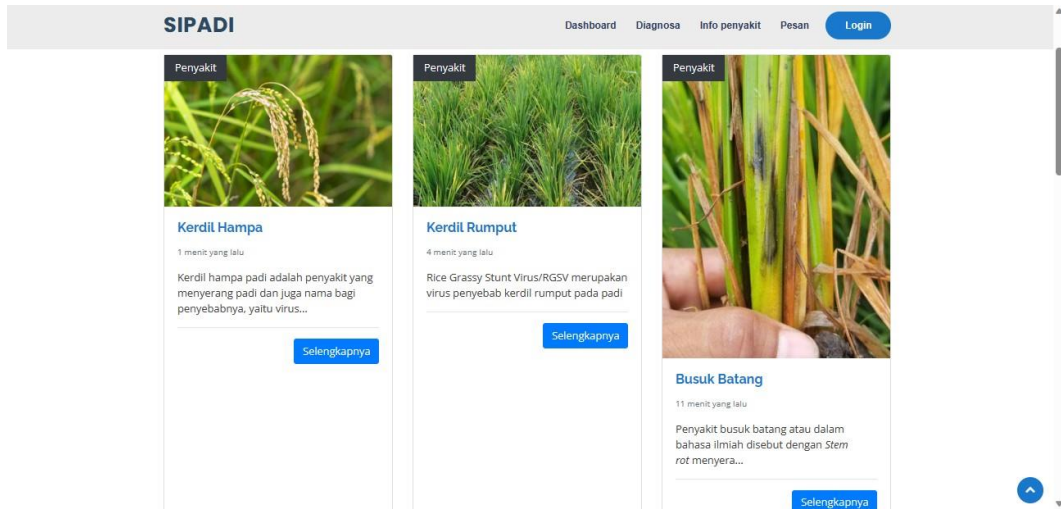 SIPADI
Dashboard
Diagnosa
Info penyakit
Pesan
Login
Penyakit
Kerdil Hampa
1 menit yang lalu
Kerdil hampa padi adalah penyakit yang
menyerang padi dan juga nama bagi
penyebabnya, yaitu virus...
Selengkapnya
Penyakit
Kerdil Rumput
4 menit yang lalu
Rice Grassy Stunt Virus/RGSV merupakan
virus penyebab kerdil rumput pada padi
Selengkapnya
Penyakit
Busuk Batang
11 menit yang lalu
Penyakit busuk batang atau dalam
bahasa ilmiah disebut dengan Stem
rot menyera...
Selengkapnya